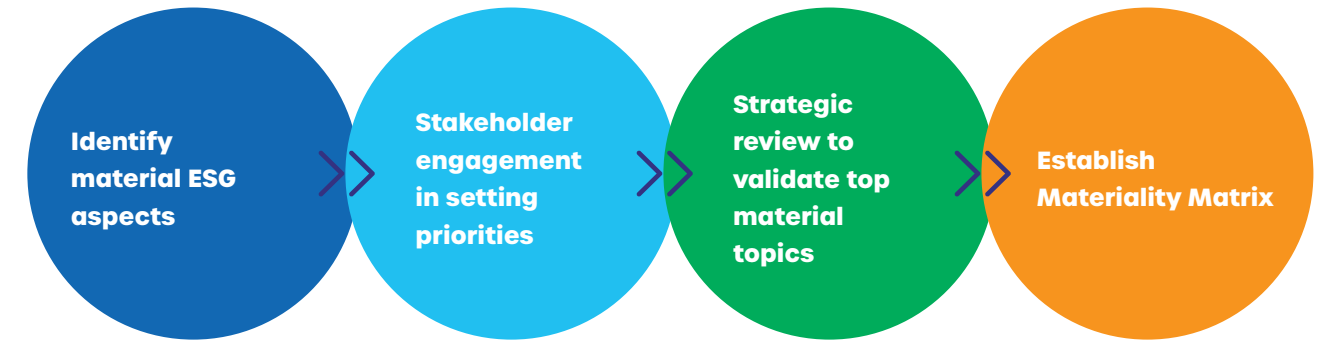 Identify
material ESG
aspects
Stakeholder
engagement
in setting
priorities
Strategic
review to
validate top
material
topics
Establish
Materiality Matrix